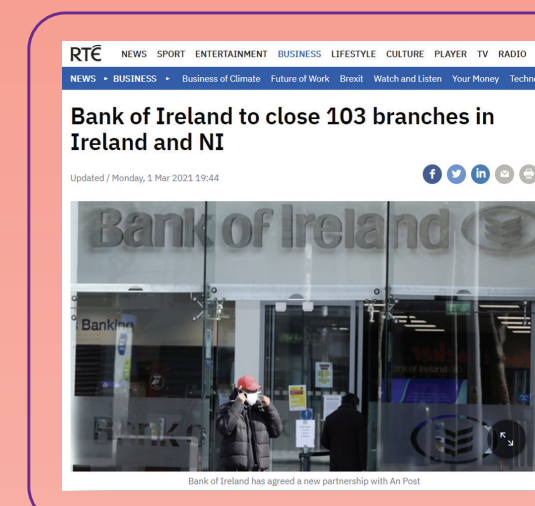 RTÉ NEWS SPORT ENTERTAINMENT BUSINESS LIFESTYLE CULTURE PLAYER TV RADIO
NEWS ▸ BUSINESS ▸ Business of Climate Future of Work Brexit Watch and Listen Your Money Techno
Bank of Ireland to close 103 branches in
Ireland and NI
Updated / Monday, 1 Mar 2021 19:44
Bank of Ireland
Banking
Bank of Ireland has agreed a new partnership with An Post